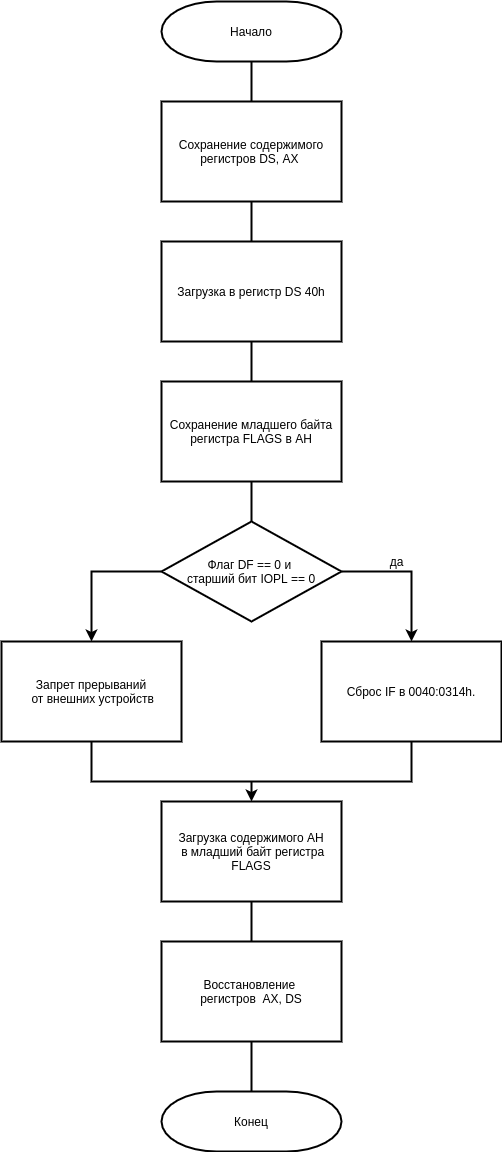 Начало
Сохранение содержимого
регистров DS, AX
Загрузка в регистр DS 40h
Сохранение младшего байта
регистра FLAGS в AH
Флаг DF == 0 и
старший бит IOPL == 0
да
Запрет прерываний
от внешних устройств
Сброс IF в 0040:0314h.
Загрузка содержимого AH
в младший байт регистра
FLAGS
Восстановление
регистров AX, DS
Конец